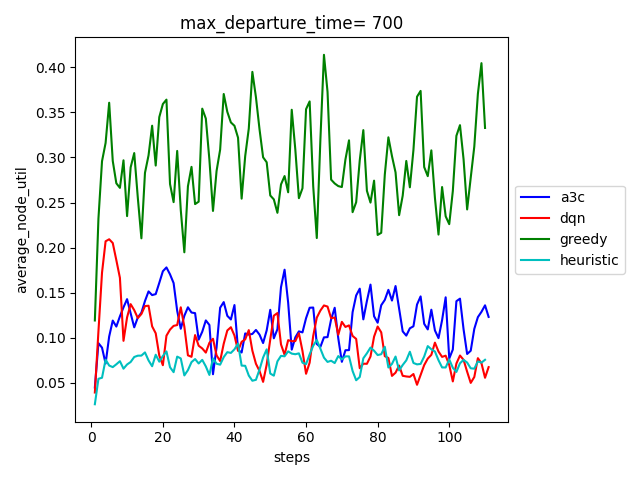 max_departure_time= 700
average_node_util
0.40
0.35
0.30
0.25
0.20
0.15
0.10
0.05
0 20 40 60 80 100
steps
a3c
dqn
greedy
heuristic